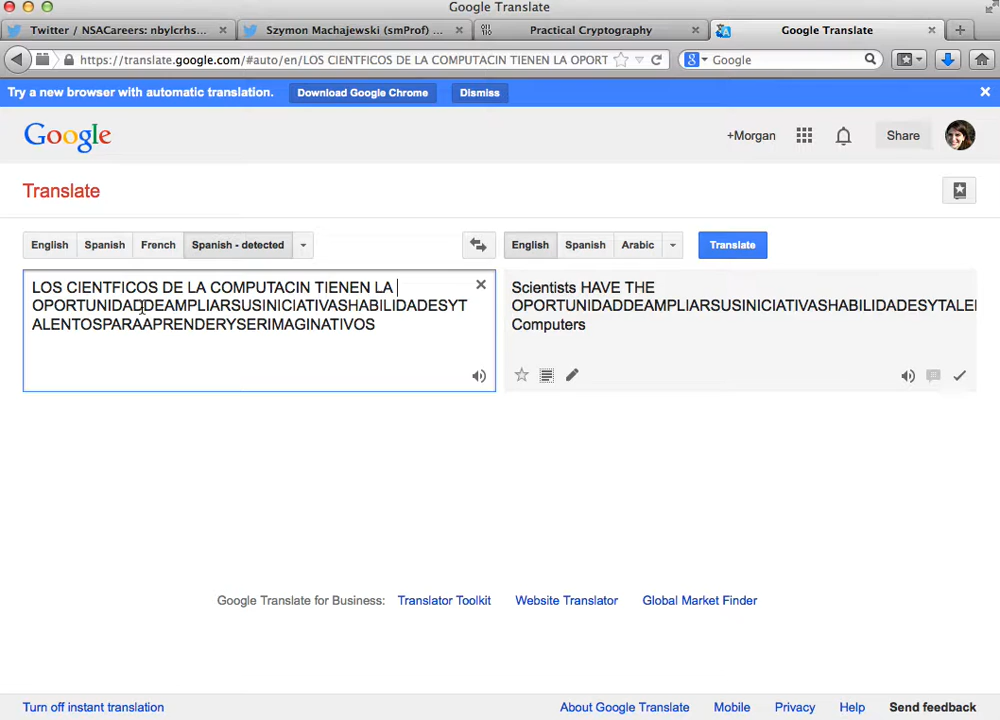 Google Translate
Twitter / NSACareers: nbylcrhs...
Szymon Machajewski (smProf) ...
Practical Cryptography
Google Translate
https://translate.google.com/#auto/en/LOS CIENTFICOS DE LA COMPUTACIN TIENEN LA OPORT
Google
Try a new browser with automatic translation.
Download Google Chrome
Dismiss
Google
+Morgan
Share
Translate
English
Spanish
French
Spanish - detected
English
Spanish
Arabic
Translate
LOS CIENTFICOS DE LA COMPUTACIN TIENEN LA
OPORTUNIDADDEAMPLIARSUSINICIATIVASHABILIDADESYT
ALENTOSPARAAPRENDERYSERIMAGINATIVOS
Scientists HAVE THE
OPORTUNIDADDEAMPLIARSUSINICIATIVASHABILIDADESYTALE
Computers
Google Translate for Business:
Translator Toolkit
Website Translator
Global Market Finder
Turn off instant translation
About Google Translate
Mobile
Privacy
Help
Send feedback